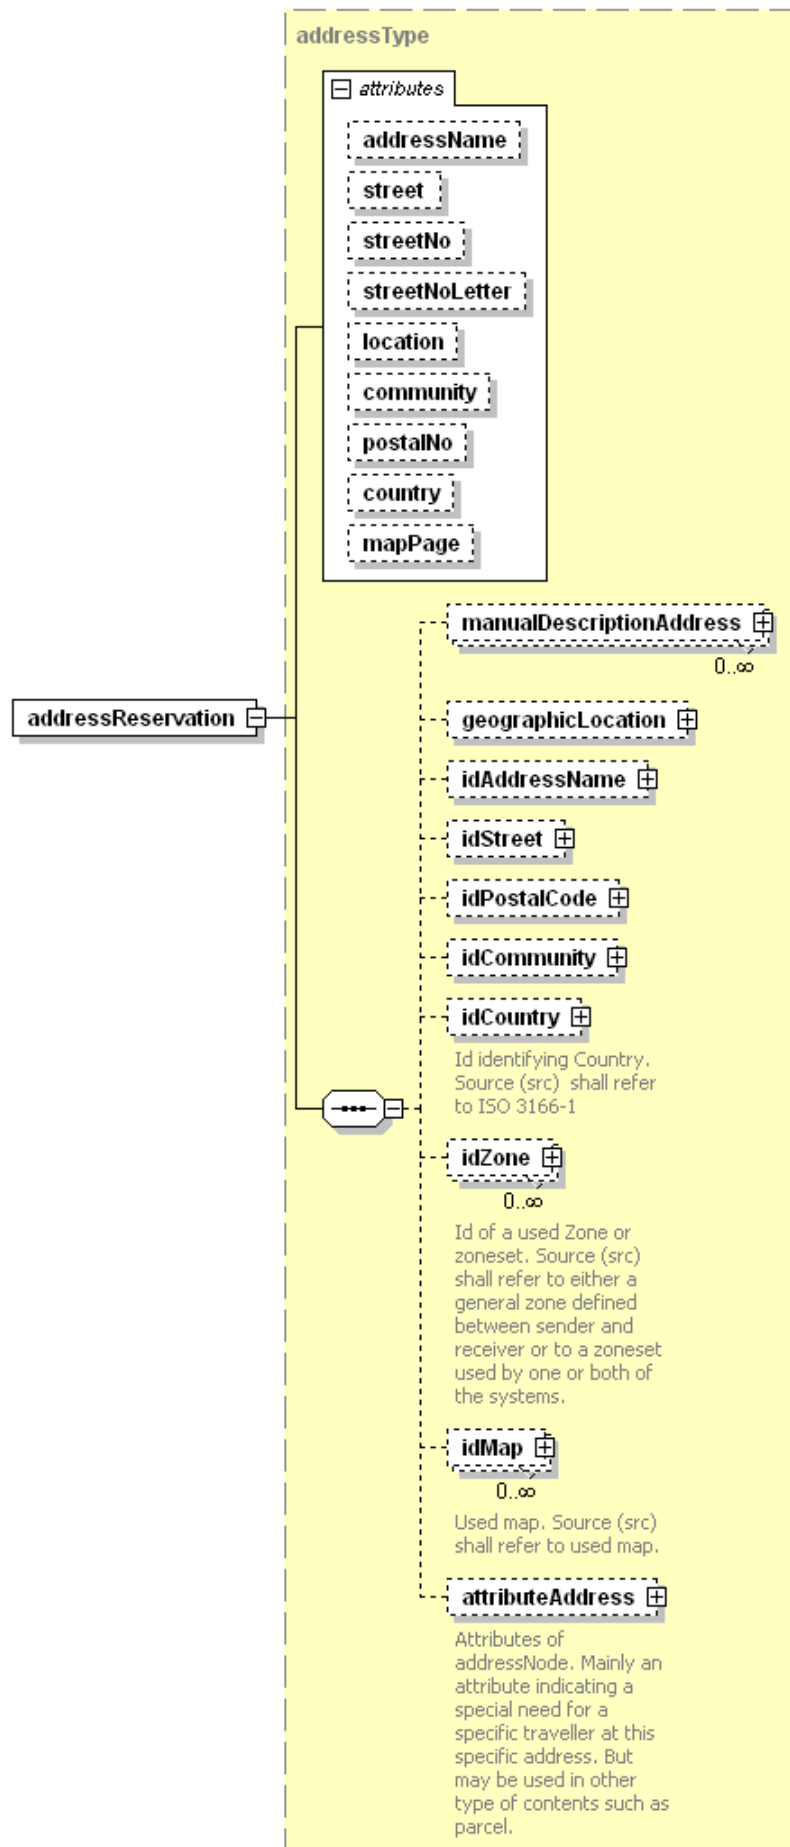 addressType
attributes
addressName
street
streetNo
streetNoLetter
location
community
postalNo
country
mapPage
manualDescriptionAddress
0..∞
addressReservation
geographicLocation
idAddressName
idStreet
idPostalCode
idCommunity
idCountry
Id identifying Country.
Source (src)  shall refer
to ISO 3166-1
idZone
0..∞
Id of a used Zone or
zoneset. Source (src)
shall refer to either a
general zone defined
between sender and
receiver or to a zoneset
used by one or both of
the systems.
idMap
0..∞
Used map. Source (src)
shall refer to used map.
attributeAddress
Attributes of
addressNode. Mainly an
attribute indicating a
special need for a
specific traveller at this
specific address. But
may be used in other
type of contents such as
parcel.